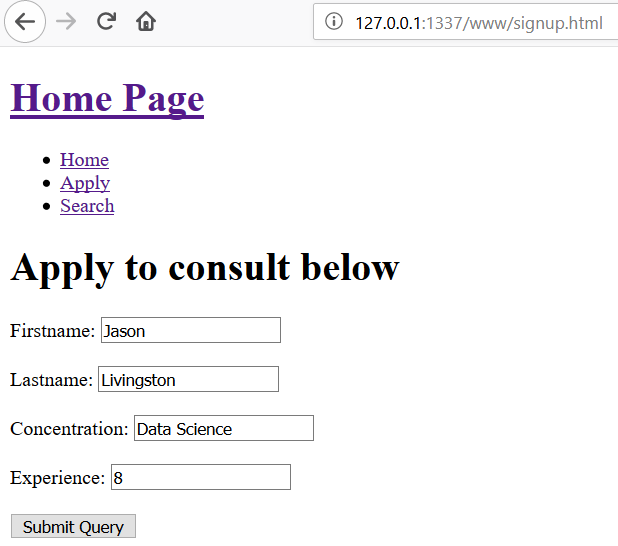 127.0.0.1:1337/www/signup.html
Home Page
Home
Apply
Search
Apply to consult below
Firstname: Jason
Lastname: Livingston
Concentration: Data Science
Experience: 8
Submit Query